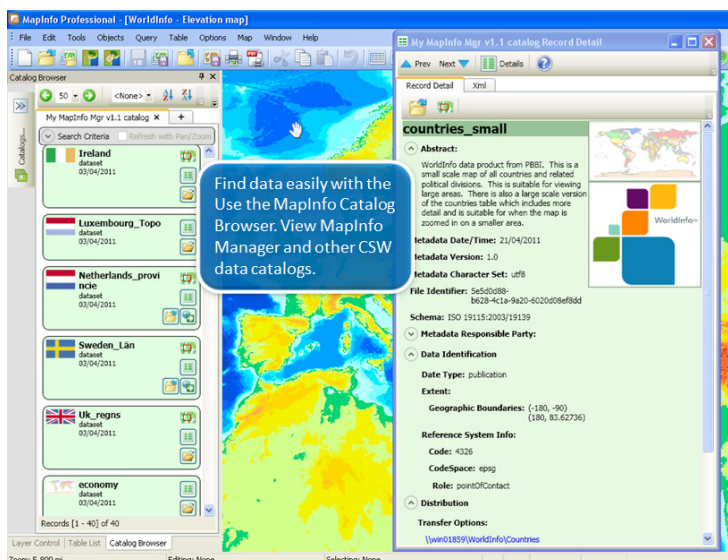 MapInfo Professional - [WorldInfo - Elevation map]
File Edit Tools Objects Query Table Options Map Window Help
Catalog Browser
50
<None>
Catalogs...
My MapInfo Mgr v1.1 catalog
Search Criteria Refresh with Pan/Zoom
Ireland
dataset
03/04/2011
Luxembourg_Topo
dataset
03/04/2011
Netherlands_provi
ncie
dataset
03/04/2011
Sweden_Län
dataset
03/04/2011
Uk_regns
dataset
03/04/2011
economy
dataset
03/04/2011
Records [1 - 40] of 40
Layer Control Table List Catalog Browser
Zoom: 5,800 mi Editing: None Selecting: None
Find data easily with the
Use the MapInfo Catalog
Browser. View MapInfo
Manager and other CSW
data catalogs.
My MapInfo Mgr v1.1 catalog Record Detail
Prev Next Details
Record Detail Xml
countries_small
Abstract:
WorldInfo data product from PBBI. This is a
small scale map of all countries and related
political divisions. This is suitable for viewing
large areas. There is also a large scale version
of the countries table which includes more
detail and is suitable for when the map is
zoomed in on a smaller area.
WorldInfo
Metadata Date/Time: 21/04/2011
Metadata Version: 1.0
Metadata Character Set: utf8
File Identifier: 5e5d0d88-
b628-4c1a-9a20-6020d08ef8dd
Schema: ISO 19115:2003/19139
Metadata Responsible Party:
Data Identification
Date Type: publication
Extent:
Geographic Boundaries: (-180, -90)
(180, 83.62736)
Reference System Info:
Code: 4326
CodeSpace: epsg
Role: pointOfContact
Distribution
Transfer Options:
\\win01859\WorldInfo\Countries